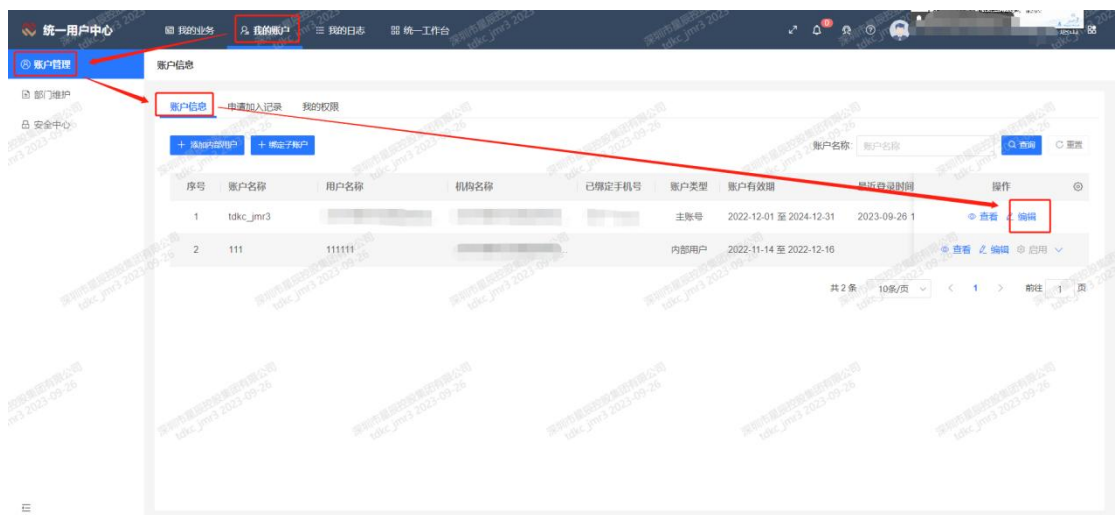 统一用户中心 我的业务 我的账户 我的日志 统一工作台
账户管理 账户信息
部门维护
安全中心
账户信息 申请加入记录 我的权限
+ 添加内部用户 + 绑定子账户 账户名称: 账户名称 查询 重置
序号 账户名称 用户名称 机构名称 已绑定手机号 账户类型 账户有效期 最近登录时间 操作
1 tdkc_jmr3 主账号 2022-12-01 至 2024-12-31 2023-09-26 1 查看 编辑
2 111 111111 内部用户 2022-11-14 至 2022-12-16 查看 编辑 启用
共 2 条 10条/页 < 1 > 前往 1 页
tdkc_jmr3 2023-09-26